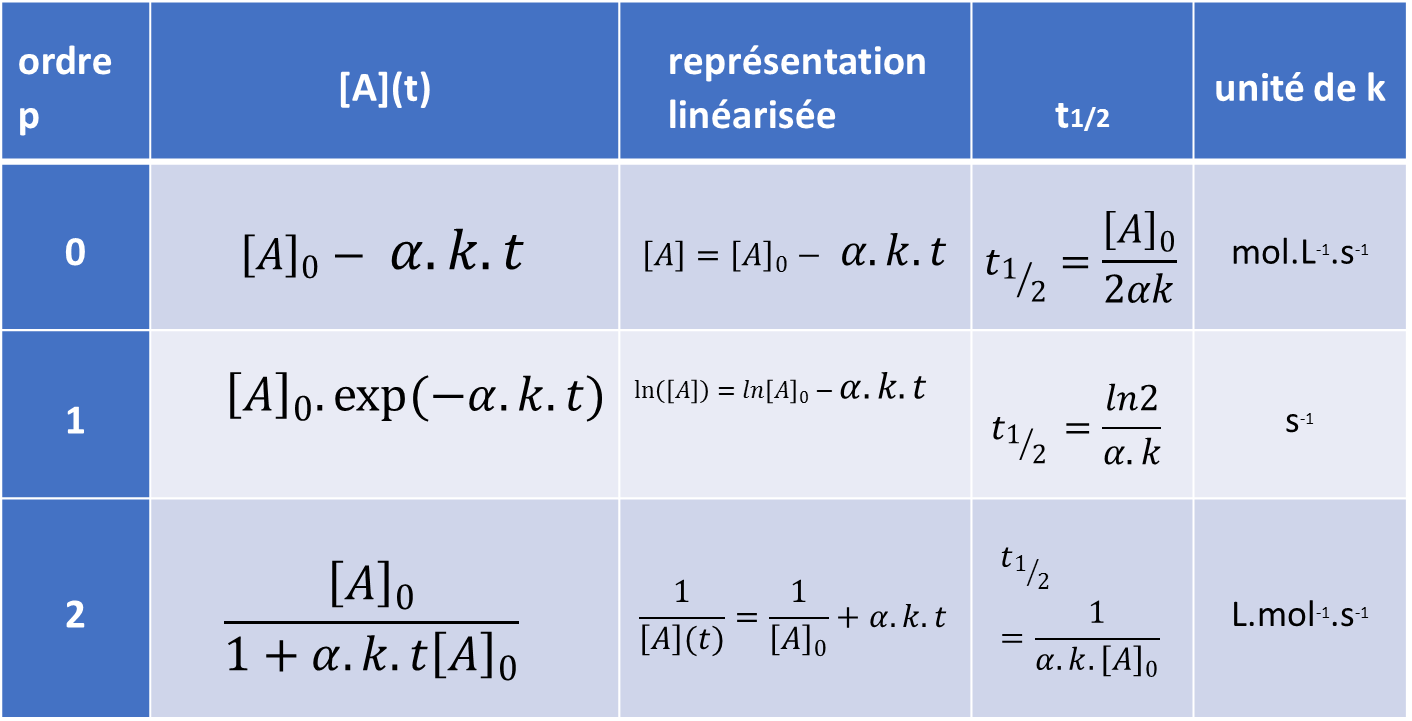 ordre p
[A](t)
représentation linéarisée
t1/2
unité de k
0
[A]₀ − α.k.t
[A] = [A]₀ − α.k.t
t1/2 = [A]₀ / 2αk
mol.L⁻¹.s⁻¹
1
[A]₀.exp(−α.k.t)
ln([A]) = ln[A]₀ − α.k.t
t1/2 = ln2 / α.k
s⁻¹
2
[A]₀ / 1 + α.k.t[A]₀
1 / [A](t) = 1 / [A]₀ + α.k.t
t1/2
= 1 / α.k.[A]₀
L.mol⁻¹.s⁻¹